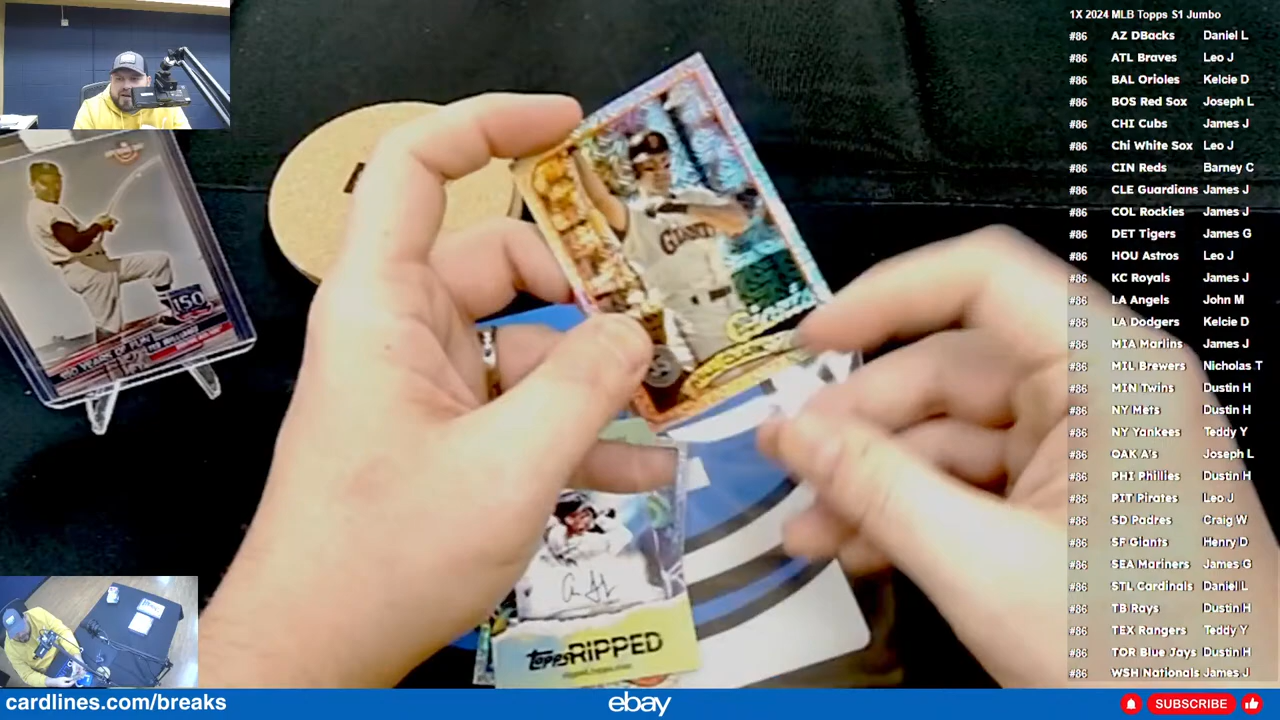 1X 2024 MLB Topps S1 Jumbo
#86 AZ DBacks Daniel L
#86 ATL Braves Leo J
#86 BAL Orioles Kelcie D
#86 BOS Red Sox Joseph L
#86 CHI Cubs James J
#86 Chi White Sox Leo J
#86 CIN Reds Barney C
#86 CLE Guardians James J
#86 COL Rockies James J
#86 DET Tigers James G
#86 HOU Astros Leo J
#86 KC Royals James J
#86 LA Angels John M
#86 LA Dodgers Kelcie D
#86 MIA Marlins James J
#86 MIL Brewers Nicholas T
#86 MIN Twins Dustin H
#86 NY Mets Dustin H
#86 NY Yankees Teddy Y
#86 OAK A's Joseph L
#86 PHI Phillies Dustin H
#86 PIT Pirates Leo J
#86 SD Padres Craig W
#86 SF Giants Henry D
#86 SEA Mariners James G
#86 STL Cardinals Daniel L
#86 TB Rays Dustin H
#86 TEX Rangers Teddy Y
#86 TOR Blue Jays Dustin H
#86 WSH Nationals James J
GIANTS
Giants
150
150 YEARS OF FUN
topps RIPPED
cardlines.com/breaks
ebay
SUBSCRIBE